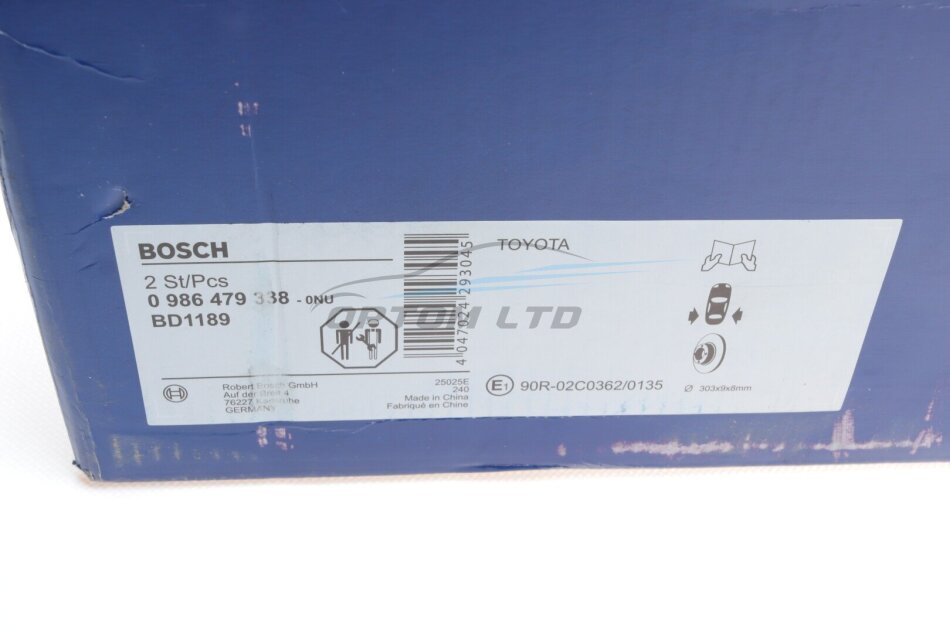 BOSCH
2 St/Pcs
0 986 479 338 - 0NU
BD1189
4 047024 293045
TOYOTA
OPTON LTD
Robert Bosch GmbH
Auf der Breit 4
76227 Karlsruhe
GERMANY
25025E
240
Made in China
Fabriqué en Chine
E1 90R-02C0362/0135
Ø 303x9x8mm